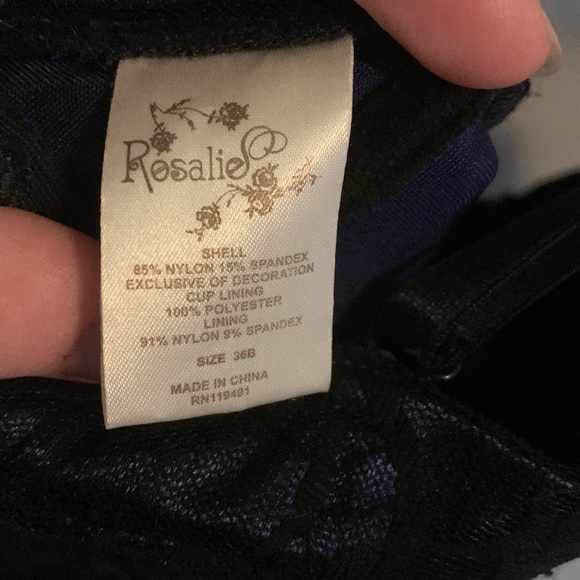 Rosalie
SHELL
85% NYLON 15% SPANDEX
EXCLUSIVE OF DECORATION
CUP LINING
100% POLYESTER
LINING
91% NYLON 9% SPANDEX
SIZE 36B
MADE IN CHINA
RN119491